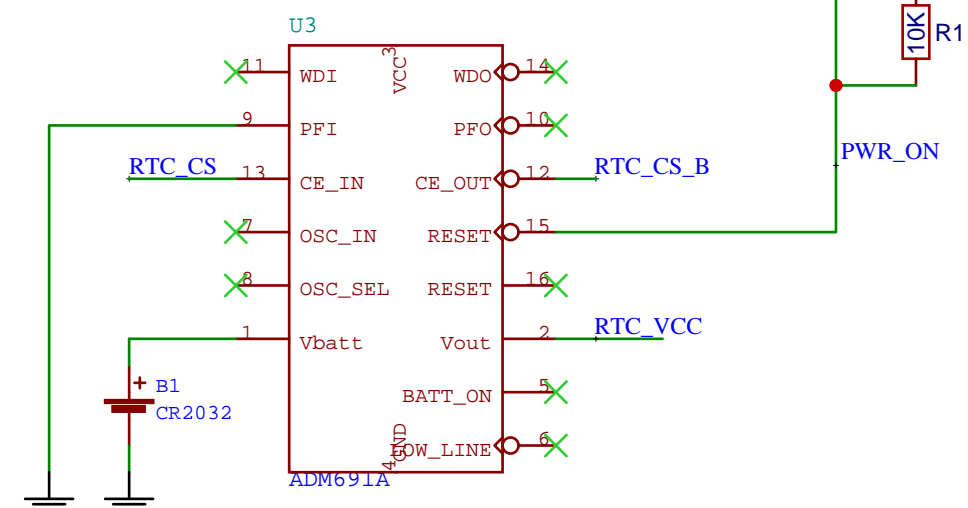 U3
10K
R1
11
WDI
VCC
3
WDO
14
9
PFI
PFO
10
PWR_ON
RTC_CS
13
CE_IN
CE_OUT
12
RTC_CS_B
7
OSC_IN
RESET
15
8
OSC_SEL
RESET
16
1
Vbatt
Vout
2
RTC_VCC
+
B1
CR2032
BATT_ON
5
GND
4
LOW_LINE
6
ADM691A